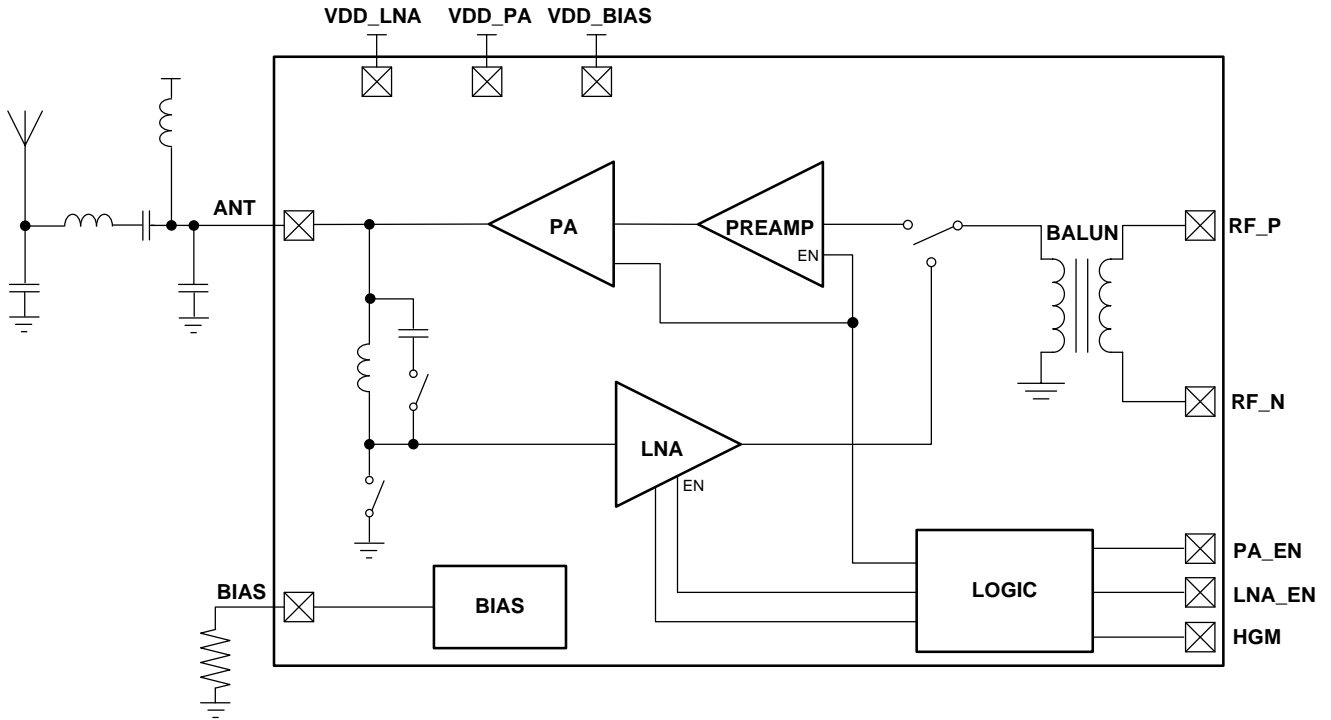 VDD_LNA VDD_PA VDD_BIAS
ANT
PA
PREAMP
EN
BALUN
RF_P
RF_N
LNA
EN
PA_EN
LNA_EN
HGM
LOGIC
BIAS
BIAS